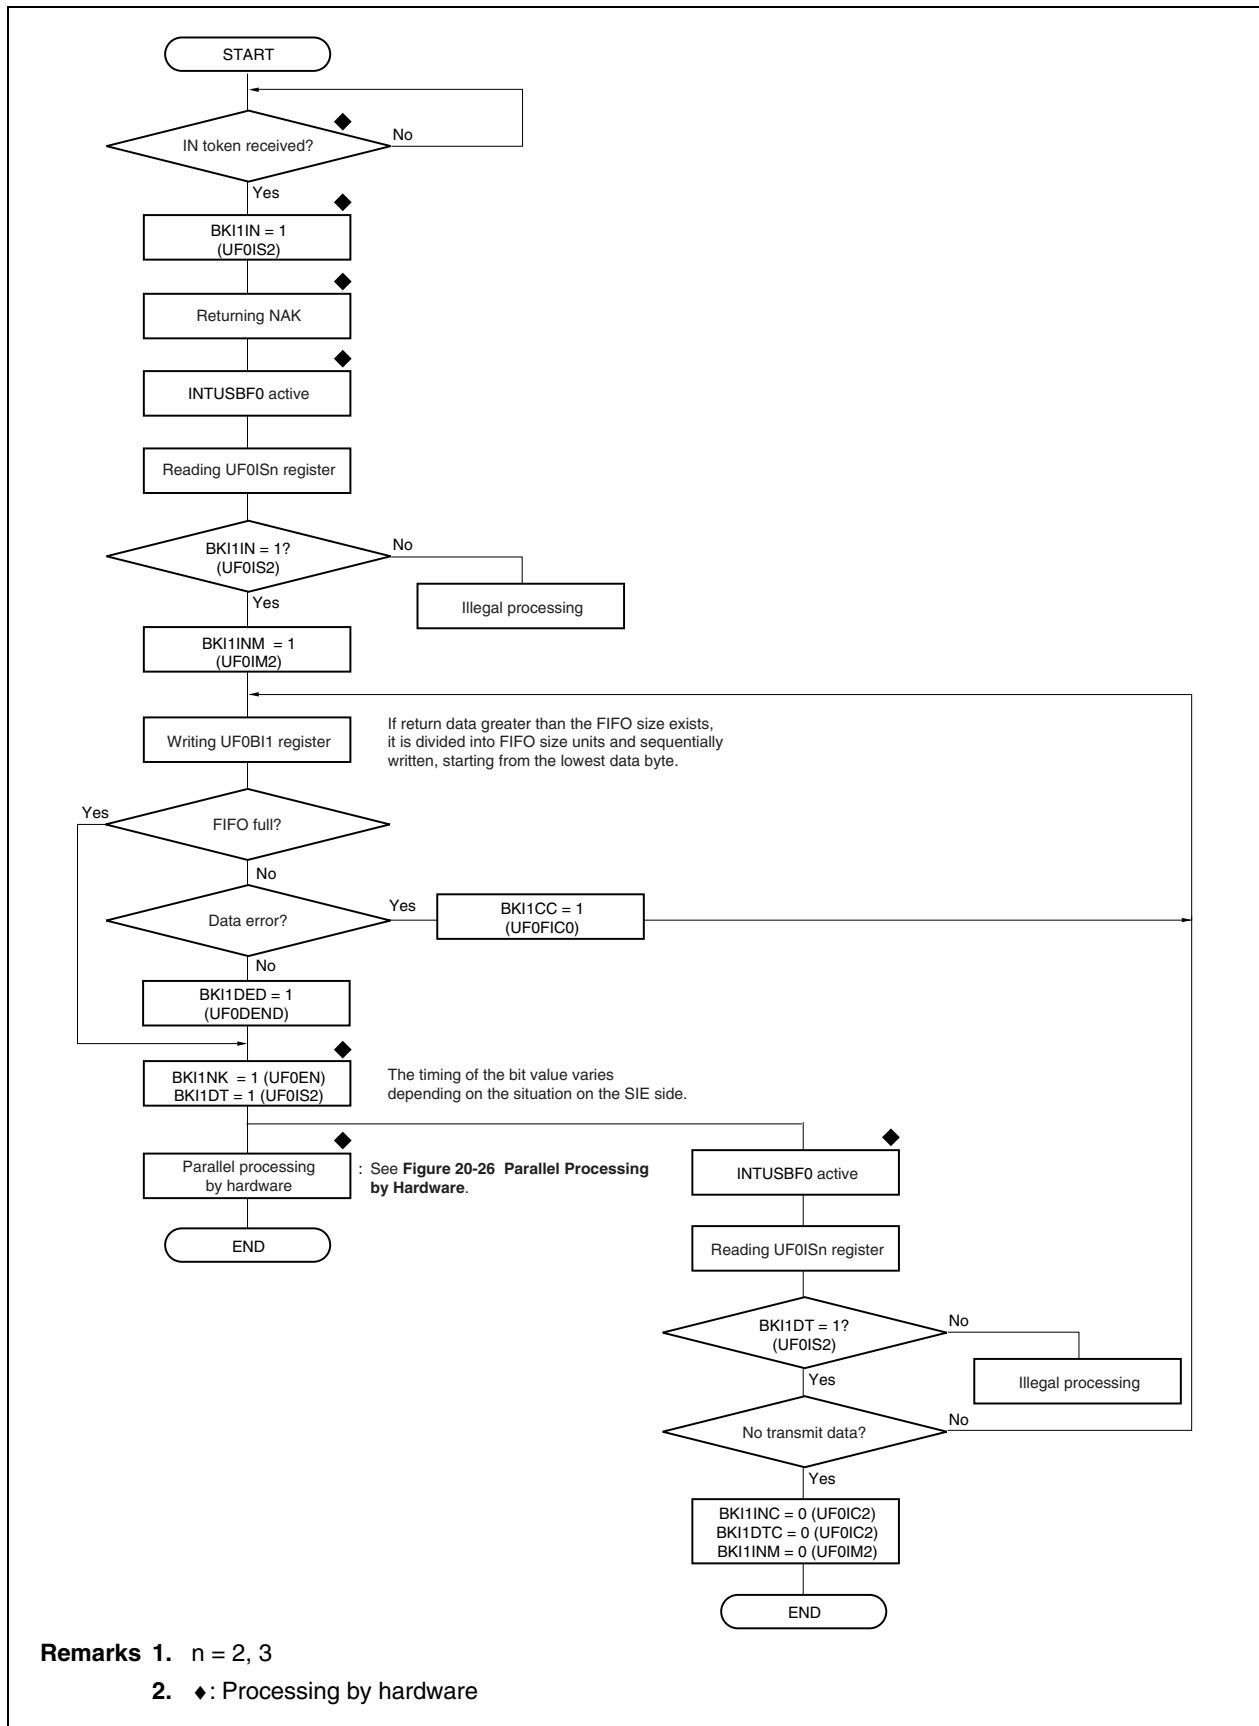 START
IN token received?
No
Yes
BKI1IN = 1
(UF0IS2)
Returning NAK
INTUSBF0 active
Reading UF0ISn register
BKI1IN = 1?
(UF0IS2)
No
Illegal processing
Yes
BKI1INM = 1
(UF0IM2)
Writing UF0BI1 register
If return data greater than the FIFO size exists,
it is divided into FIFO size units and sequentially
written, starting from the lowest data byte.
Yes
FIFO full?
No
Data error?
Yes
BKI1CC = 1
(UF0FIC0)
No
BKI1DED = 1
(UF0DEND)
BKI1NK = 1 (UF0EN)
BKI1DT = 1 (UF0IS2)
The timing of the bit value varies
depending on the situation on the SIE side.
Parallel processing
by hardware
: See Figure 20-26 Parallel Processing
by Hardware.
END
INTUSBF0 active
Reading UF0ISn register
BKI1DT = 1?
(UF0IS2)
No
Illegal processing
Yes
No transmit data?
No
Yes
BKI1INC = 0 (UF0IC2)
BKI1DTC = 0 (UF0IC2)
BKI1INM = 0 (UF0IM2)
END
Remarks 1. n = 2, 3
2. ♦: Processing by hardware